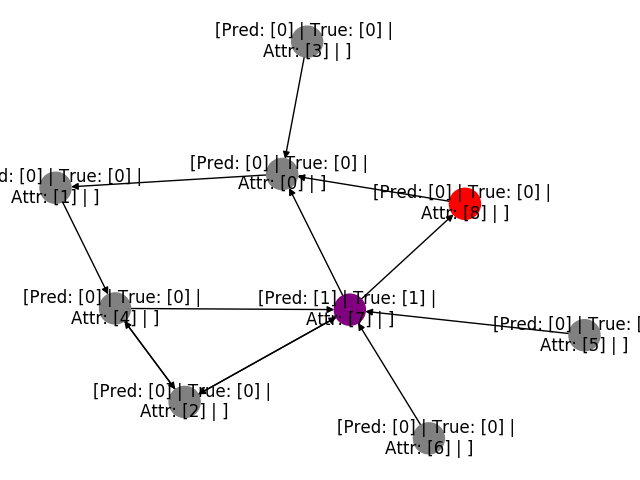 [Pred: [0] | True: [0] |
Attr: [3] | ]
[Pred: [0] | True: [0] |
Attr: [0] | ]
d: [0] | True: [0] |
Attr: [1] | ]
[Pred: [0] | True: [0] |
Attr: [8] | ]
[Pred: [0] | True: [0] |
Attr: [4] | ]
[Pred: [1] | True: [1] |
Attr: [7] | ]
[Pred: [0] | True: [
Attr: [5] | ]
[Pred: [0] | True: [0] |
Attr: [2] | ]
[Pred: [0] | True: [0] |
Attr: [6] | ]